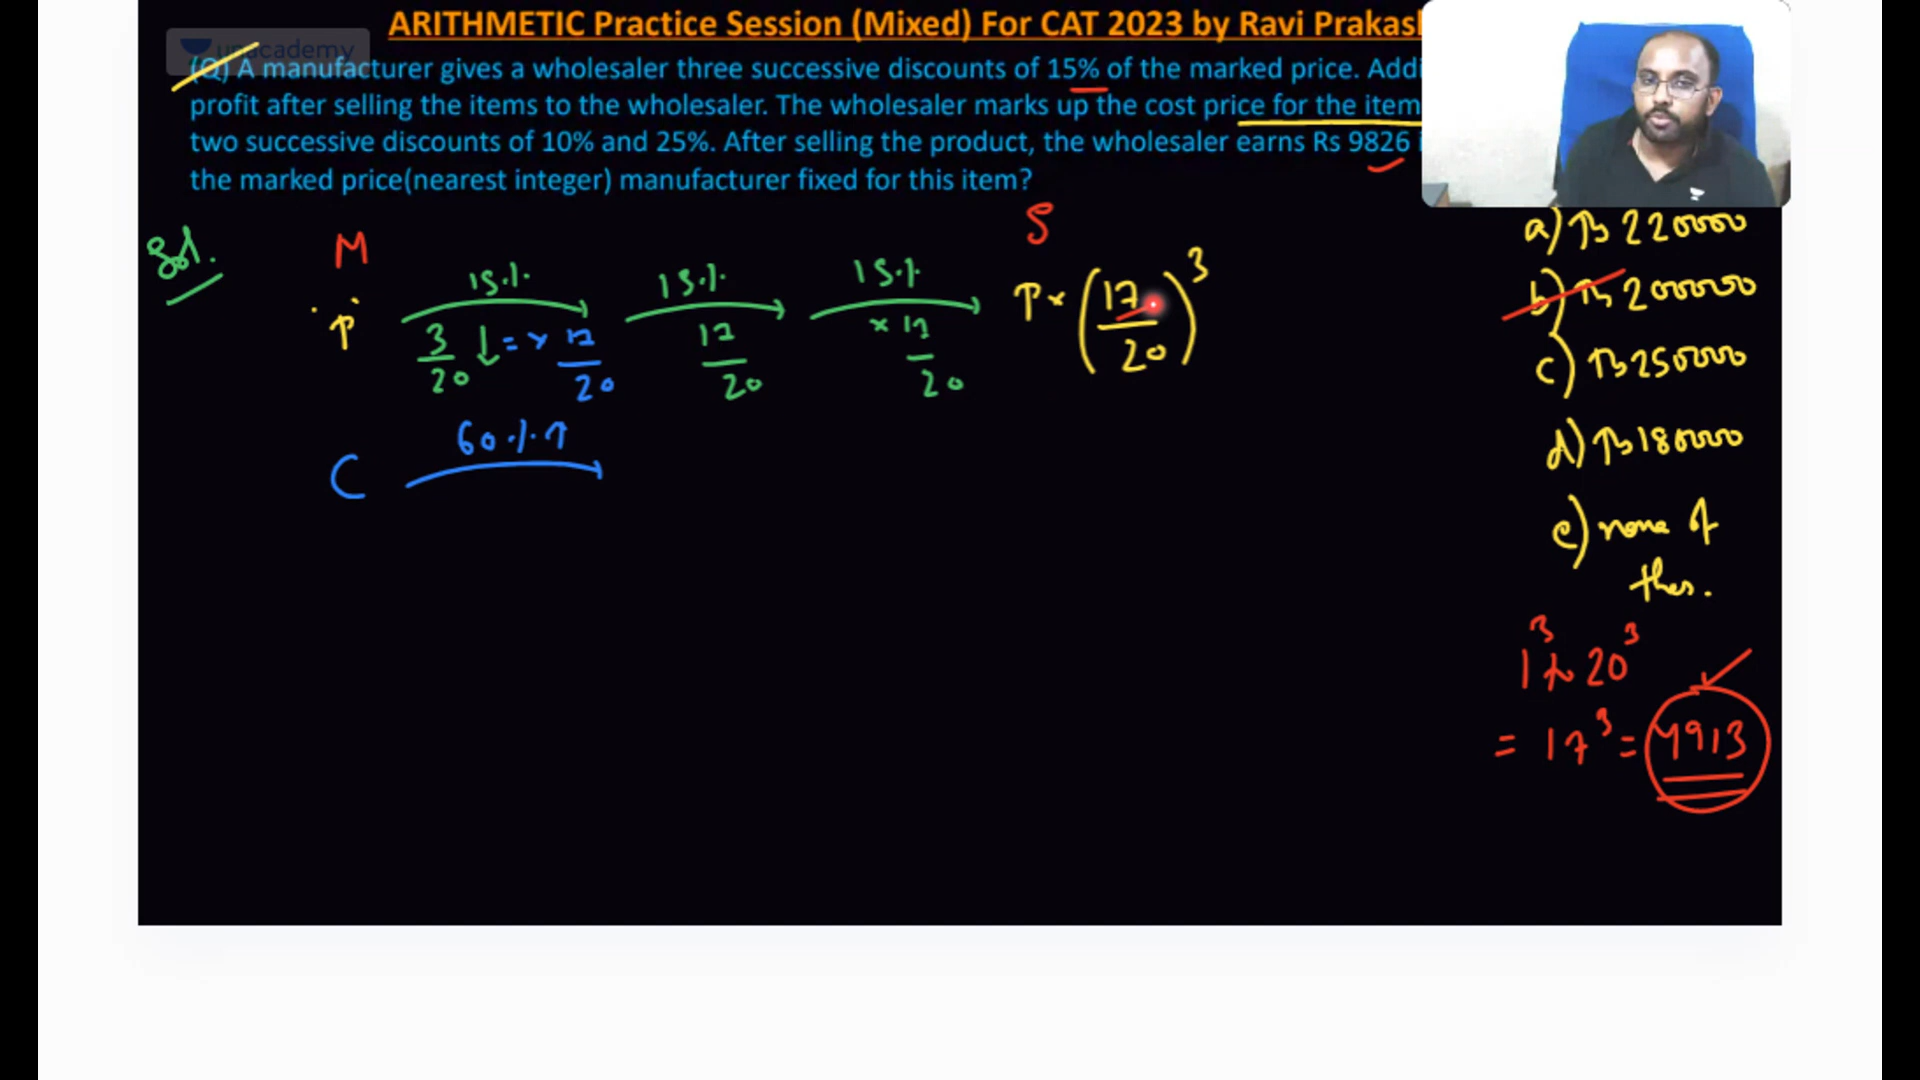 ARITHMETIC Practice Session (Mixed) For CAT 2023 by Ravi Prakash
unacademy
(Q) A manufacturer gives a wholesaler three successive discounts of 15% of the marked price. Addi
profit after selling the items to the wholesaler. The wholesaler marks up the cost price for the item
two successive discounts of 10% and 25%. After selling the product, the wholesaler earns Rs 9826
the marked price(nearest integer) manufacturer fixed for this item?
Sol.
M
S
15% 15% 15%
P
3/20 ↓ = × 17/20
17/20
× 17/20
P × (17/20)³
60% ↑
C
a) Rs 220000
b) Rs 200000
c) Rs 250000
d) Rs 180000
e) none of
these.
20³
= 17³ = 4913